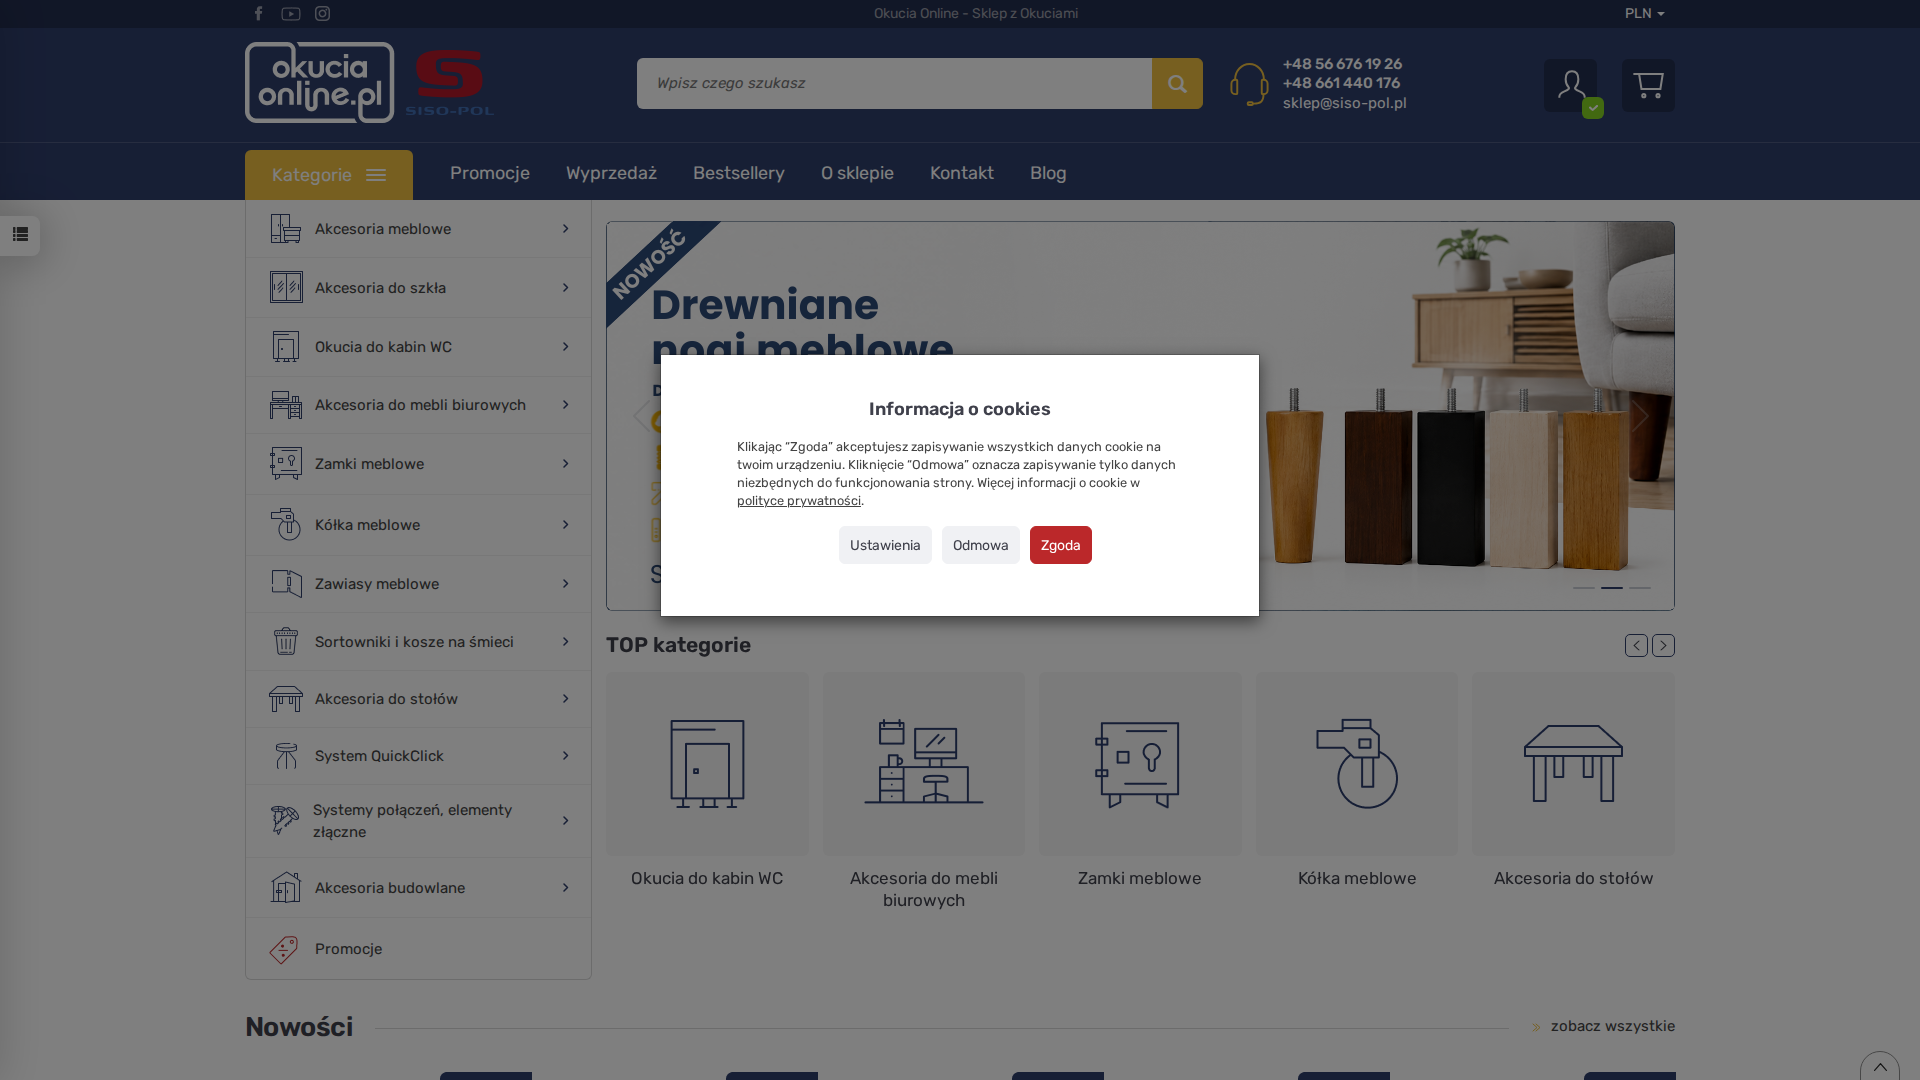 Okucia Online - Sklep z Okuciami
PLN
okucia
online.pl
SISO-POL
Wpisz czego szukasz
+48 56 676 19 26
+48 661 440 176
sklep@siso-pol.pl
Kategorie
Promocje
Wyprzedaż
Bestsellery
O sklepie
Kontakt
Blog
Akcesoria meblowe
Akcesoria do szkła
Okucia do kabin WC
Akcesoria do mebli biurowych
Zamki meblowe
Kółka meblowe
Zawiasy meblowe
Sortowniki i kosze na śmieci
Akcesoria do stołów
System QuickClick
Systemy połączeń, elementy
złączne
Akcesoria budowlane
Promocje
NOWOŚĆ
Drewniane
nogi meblowe
Informacja o cookies
Klikając “Zgoda” akceptujesz zapisywanie wszystkich danych cookie na
twoim urządzeniu. Kliknięcie “Odmowa” oznacza zapisywanie tylko danych
niezbędnych do funkcjonowania strony. Więcej informacji o cookie w
polityce prywatności.
Ustawienia
Odmowa
Zgoda
TOP kategorie
Okucia do kabin WC
Akcesoria do mebli
biurowych
Zamki meblowe
Kółka meblowe
Akcesoria do stołów
Nowości
zobacz wszystkie